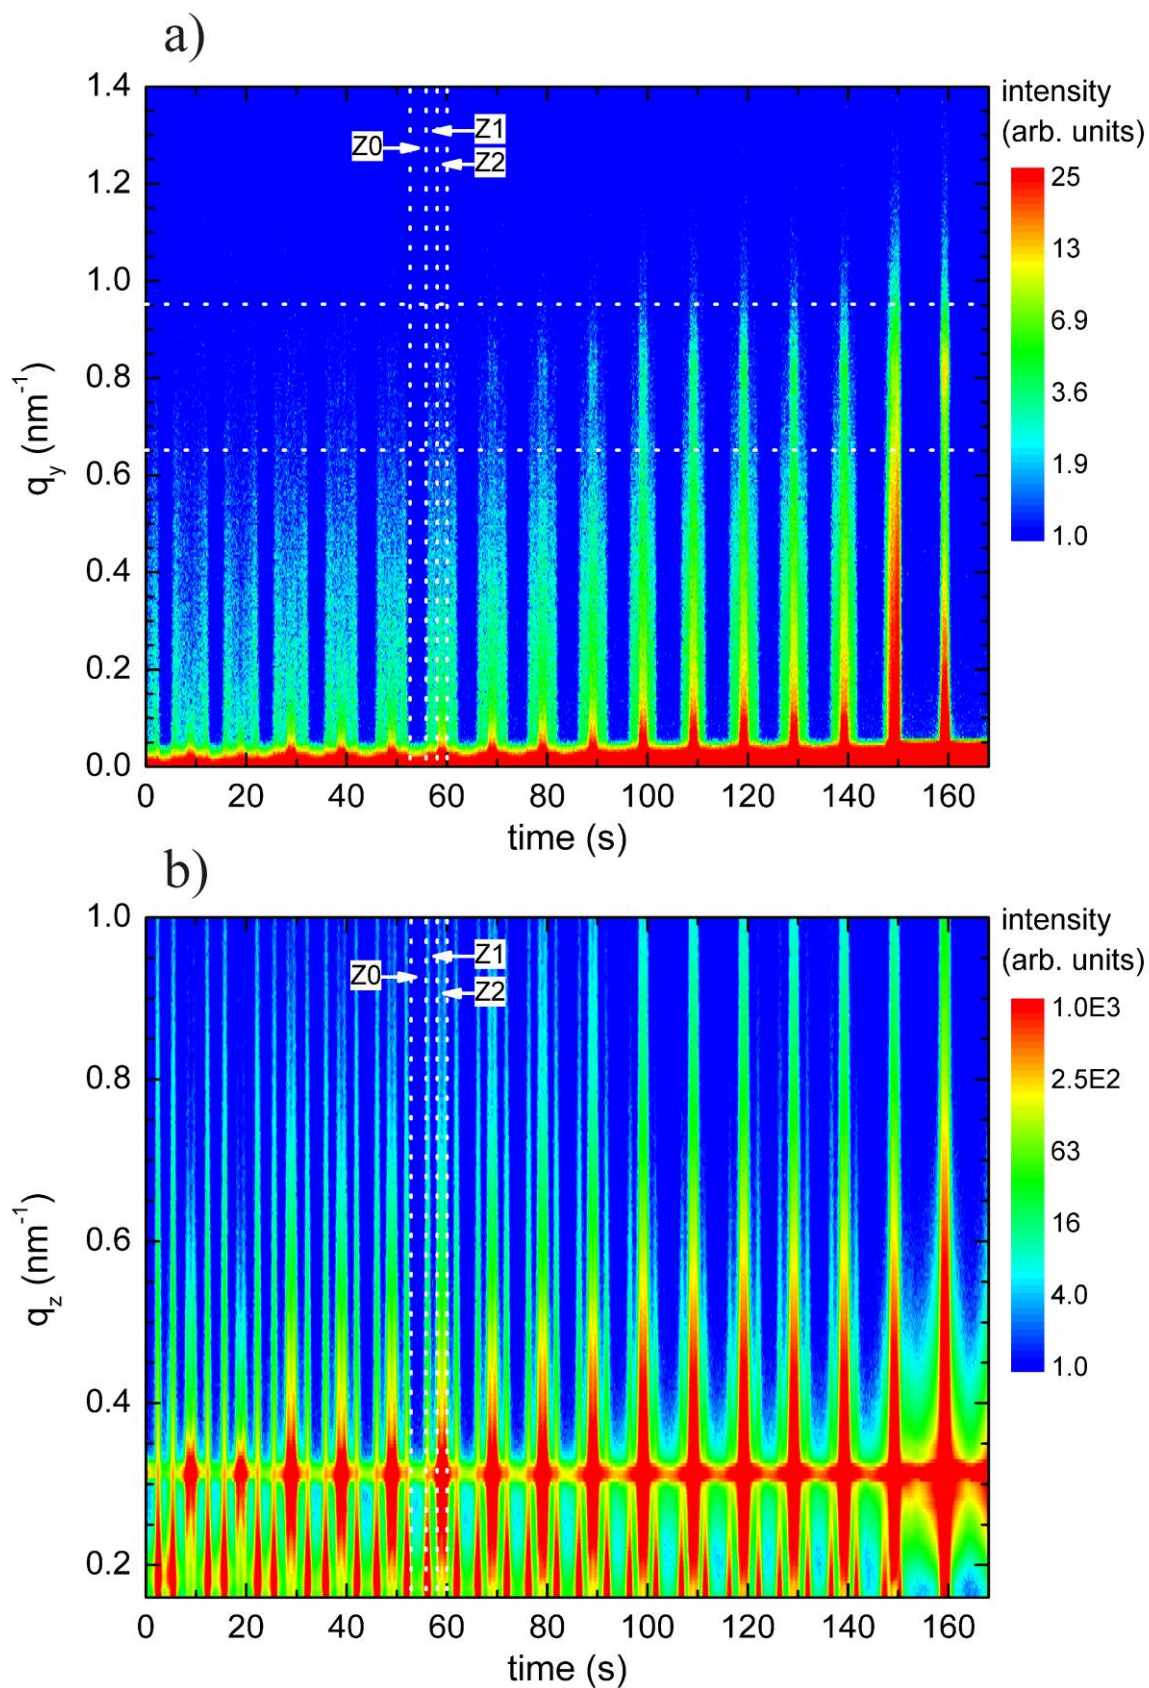 a)
intensity
(arb. units)
1.4
1.2
1.0
0.8
0.6
0.4
0.2
0.0
q_y (nm⁻¹)
Z0
Z1
Z2
25
13
6.9
3.6
1.9
1.0
0 20 40 60 80 100 120 140 160
time (s)
b)
intensity
(arb. units)
1.0
0.8
0.6
0.4
0.2
q_z (nm⁻¹)
Z0
Z1
Z2
1.0E3
2.5E2
63
16
4.0
1.0
0 20 40 60 80 100 120 140 160
time (s)